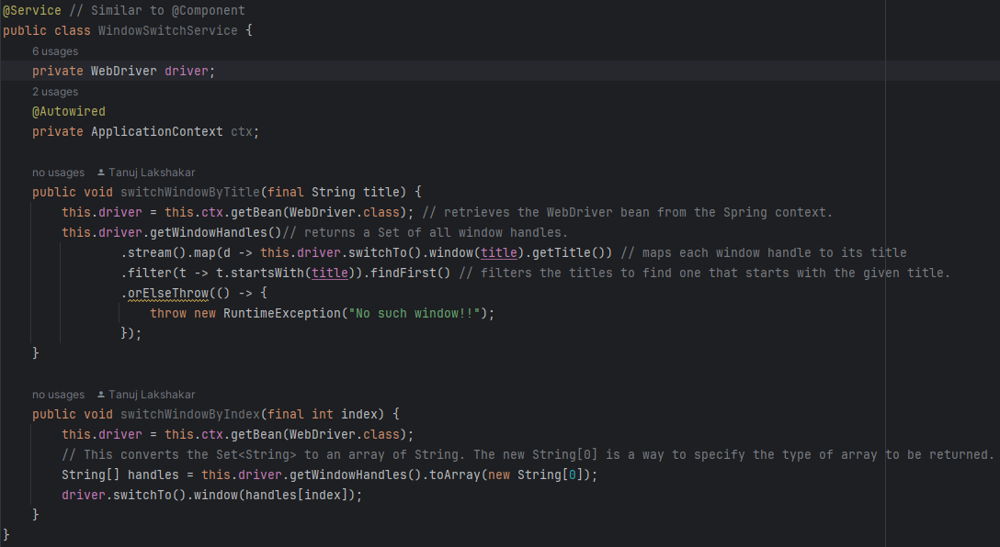 @Service // Similar to @Component
public class WindowSwitchService {
6 usages
private WebDriver driver;
2 usages
@Autowired
private ApplicationContext ctx;
no usages Tanuj Lakshakar
public void switchWindowByTitle(final String title) {
this.driver = this.ctx.getBean(WebDriver.class); // retrieves the WebDriver bean from the Spring context.
this.driver.getWindowHandles()// returns a Set of all window handles.
.stream().map(d -> this.driver.switchTo().window(title).getTitle()) // maps each window handle to its title
.filter(t -> t.startsWith(title)).findFirst() // filters the titles to find one that starts with the given title.
.orElseThrow(() -> {
throw new RuntimeException("No such window!!");
});
}
no usages Tanuj Lakshakar
public void switchWindowByIndex(final int index) {
this.driver = this.ctx.getBean(WebDriver.class);
// This converts the Set<String> to an array of String. The new String[0] is a way to specify the type of array to be returned.
String[] handles = this.driver.getWindowHandles().toArray(new String[0]);
driver.switchTo().window(handles[index]);
}
}